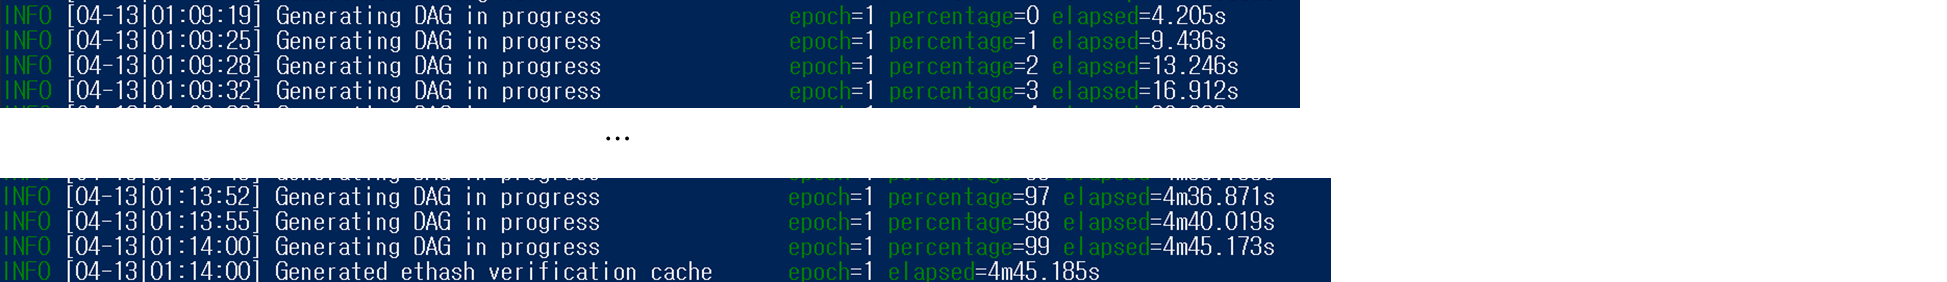 INFO [04-13|01:09:19] Generating DAG in progress epoch=1 percentage=0 elapsed=4.205s
INFO [04-13|01:09:25] Generating DAG in progress epoch=1 percentage=1 elapsed=9.436s
INFO [04-13|01:09:28] Generating DAG in progress epoch=1 percentage=2 elapsed=13.246s
INFO [04-13|01:09:32] Generating DAG in progress epoch=1 percentage=3 elapsed=16.912s
...
INFO [04-13|01:13:52] Generating DAG in progress epoch=1 percentage=97 elapsed=4m36.871s
INFO [04-13|01:13:55] Generating DAG in progress epoch=1 percentage=98 elapsed=4m40.019s
INFO [04-13|01:14:00] Generating DAG in progress epoch=1 percentage=99 elapsed=4m45.173s
INFO [04-13|01:14:00] Generated ethash verification cache epoch=1 elapsed=4m45.185s